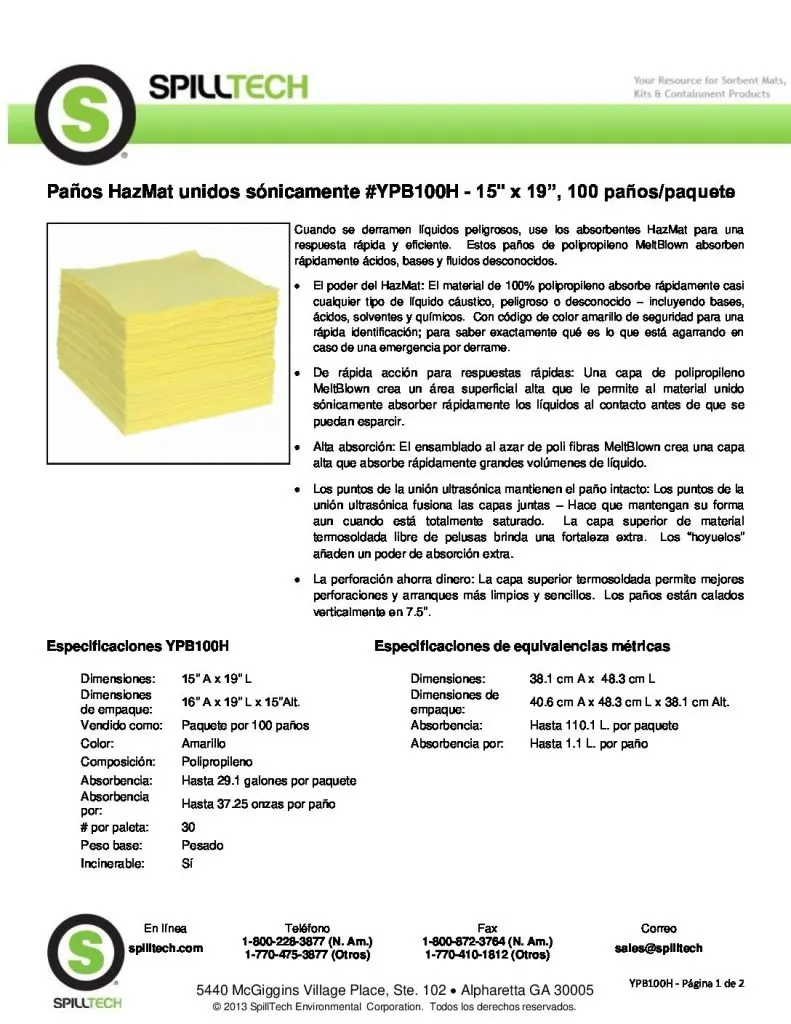 SPILLTECH
Your Resource for Sorbent Mats,
Kits & Containment Products
S
®
Paños HazMat unidos sónicamente #YPB100H - 15" x 19”, 100 paños/paquete
Cuando se derramen líquidos peligrosos, use los absorbentes HazMat para una
respuesta rápida y eficiente. Estos paños de polipropileno MeltBlown absorben
rápidamente ácidos, bases y fluidos desconocidos.
• El poder del HazMat: El material de 100% polipropileno absorbe rápidamente casi
cualquier tipo de líquido cáustico, peligroso o desconocido – incluyendo bases,
ácidos, solventes y químicos. Con código de color amarillo de seguridad para una
rápida identificación; para saber exactamente qué es lo que está agarrando en
caso de una emergencia por derrame.
• De rápida acción para respuestas rápidas: Una capa de polipropileno
MeltBlown crea un área superficial alta que le permite al material unido
sónicamente absorber rápidamente los líquidos al contacto antes de que se
puedan esparcir.
• Alta absorción: El ensamblado al azar de poli fibras MeltBlown crea una capa
alta que absorbe rápidamente grandes volúmenes de líquido.
• Los puntos de la unión ultrasónica mantienen el paño intacto: Los puntos de la
unión ultrasónica fusiona las capas juntas – Hace que mantengan su forma
aun cuando está totalmente saturado. La capa superior de material
termosoldada libre de pelusas brinda una fortaleza extra. Los “hoyuelos”
añaden un poder de absorción extra.
• La perforación ahorra dinero: La capa superior termosoldada permite mejores
perforaciones y arranques más limpios y sencillos. Los paños están calados
verticalmente en 7.5”.
Especificaciones YPB100H
Dimensiones: 15” A x 19” L
Dimensiones
de empaque: 16” A x 19” L x 15”Alt.
Vendido como: Paquete por 100 paños
Color: Amarillo
Composición: Polipropileno
Absorbencia: Hasta 29.1 galones por paquete
Absorbencia
por: Hasta 37.25 onzas por paño
# por paleta: 30
Peso base: Pesado
Incinerable: Sí
Especificaciones de equivalencias métricas
Dimensiones: 38.1 cm A x 48.3 cm L
Dimensiones de
empaque: 40.6 cm A x 48.3 cm L x 38.1 cm Alt.
Absorbencia: Hasta 110.1 L. por paquete
Absorbencia por: Hasta 1.1 L. por paño
S
SPILLTECH
En línea
spilltech.com
Teléfono
1-800-228-3877 (N. Am.)
1-770-475-3877 (Otros)
Fax
1-800-872-3764 (N. Am.)
1-770-410-1812 (Otros)
Correo
sales@spilltech
5440 McGiggins Village Place, Ste. 102 • Alpharetta GA 30005
© 2013 SpillTech Environmental Corporation. Todos los derechos reservados.
YPB100H - Página 1 de 2